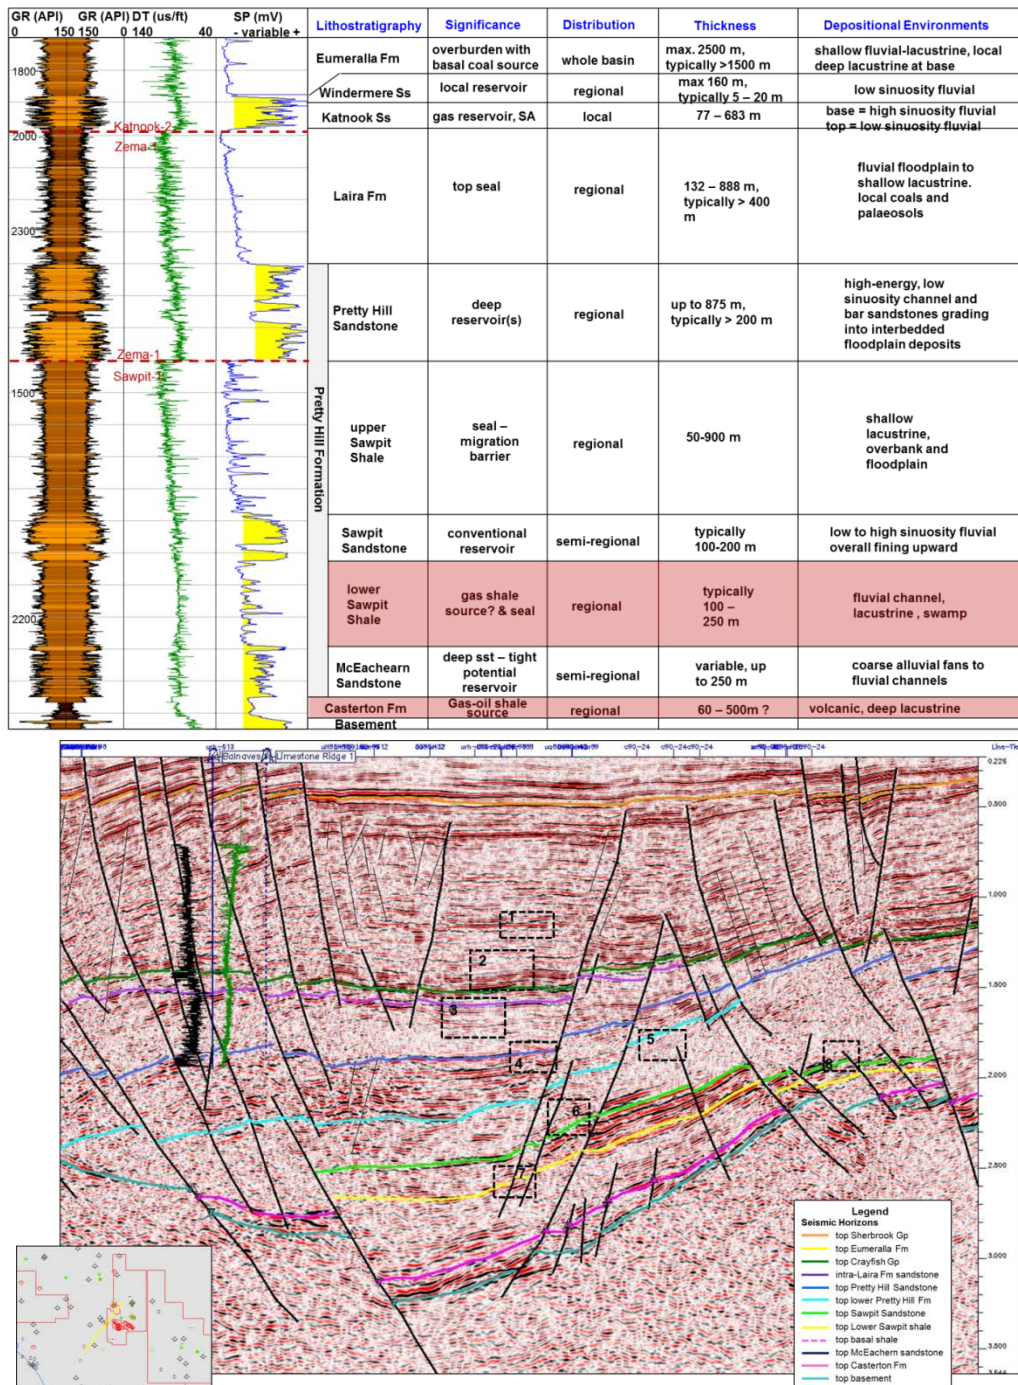 GR (API) GR (API) DT (us/ft) SP (mV)
0 150 150 0 140 40 - variable +
Lithostratigraphy Significance Distribution Thickness Depositional Environments
1800
2000
2300
1500
2200
Katnook-2
Zema-1
Zema-1
Sawpit-1
Eumeralla Fm
overburden with
basal coal source
whole basin
max. 2500 m,
typically >1500 m
shallow fluvial-lacustrine, local
deep lacustrine at base
Windermere Ss
local reservoir
regional
max 160 m,
typically 5 – 20 m
low sinuosity fluvial
Katnook Ss
gas reservoir, SA
local
77 – 683 m
base = high sinuosity fluvial
top = low sinuosity fluvial
Laira Fm
top seal
regional
132 – 888 m,
typically > 400
m
fluvial floodplain to
shallow lacustrine.
local coals and
palaeosols
Pretty Hill Formation
Pretty Hill
Sandstone
deep
reservoir(s)
regional
up to 875 m,
typically > 200 m
high-energy, low
sinuosity channel and
bar sandstones grading
into interbedded
floodplain deposits
upper
Sawpit
Shale
seal –
migration
barrier
regional
50-900 m
shallow
lacustrine,
overbank and
floodplain
Sawpit
Sandstone
conventional
reservoir
semi-regional
typically
100-200 m
low to high sinuosity fluvial
overall fining upward
lower
Sawpit
Shale
gas shale
source? & seal
regional
typically
100 –
250 m
fluvial channel,
lacustrine , swamp
McEachern
Sandstone
deep sst – tight
potential
reservoir
semi-regional
variable, up
to 250 m
coarse alluvial fans to
fluvial channels
Casterton Fm
Gas-oil shale
source
regional
60 – 500m ?
volcanic, deep lacustrine
Basement
Balnaves Limestone Ridge 1
0.226
0.500
1.000
1.500
2.000
2.500
3.000
3.500
1
2
3
4
5
6
7
8
Legend
Seismic Horizons
top Sherbrook Gp
top Eumeralla Fm
top Crayfish Gp
intra-Laira Fm sandstone
top Pretty Hill Sandstone
top lower Pretty Hill Fm
top Sawpit Sandstone
top Lower Sawpit shale
top basal shale
top McEachern sandstone
top Casterton Fm
top basement